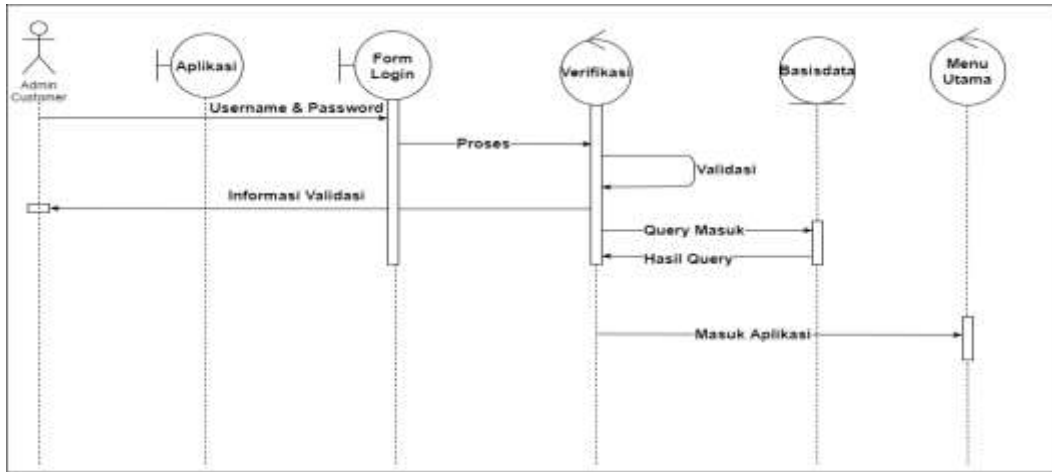 Admin
Customer
Aplikasi
Form
Login
Verifikasi
Basisdata
Menu
Utama
Username & Password
Proses
Validasi
Informasi Validasi
Query Masuk
Hasil Query
Masuk Aplikasi